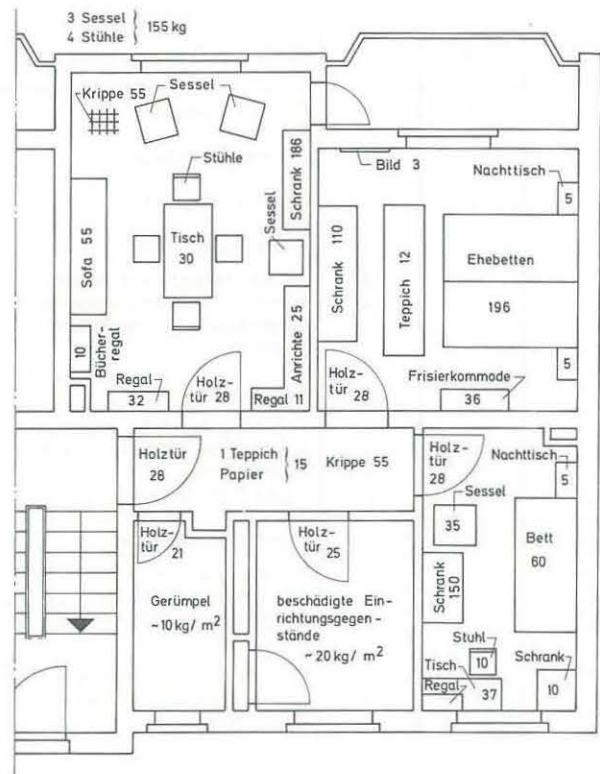 3 Sessel
4 Stühle
155 kg
Krippe 55
Sessel
Stühle
Schrank 186
Sofa 55
Tisch
30
Sessel
10
Bücher-
regal
Anrichte 25
Regal
32
Holz-
tür 28
Regal 11
Bild 3
Nachttisch
5
Schrank 110
Teppich 12
Ehebetten
196
5
Frisierkommode
36
Holz-
tür
28
Holztür
28
1 Teppich
Papier
15
Krippe 55
Holz-
tür
28
Nachttisch
5
Sessel
35
Bett
60
Schrank
150
Stuhl
10
Tisch
37
Regal
Schrank
10
Holz-
tür
21
Gerümpel
~10 kg/ m²
Holz-
tür 25
beschädigte Ein-
richtungsgegen-
stände
~ 20 kg/ m²